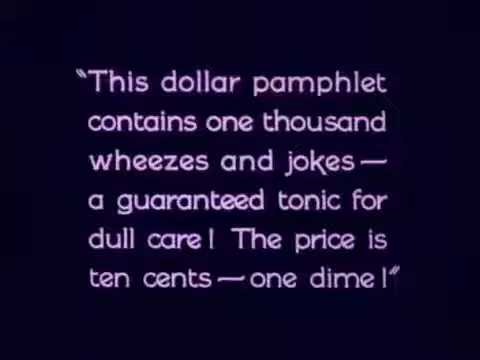 "This dollar pamphlet
contains one thousand
wheezes and jokes—
a guaranteed tonic for
dull care! The price is
ten cents—one dime!"